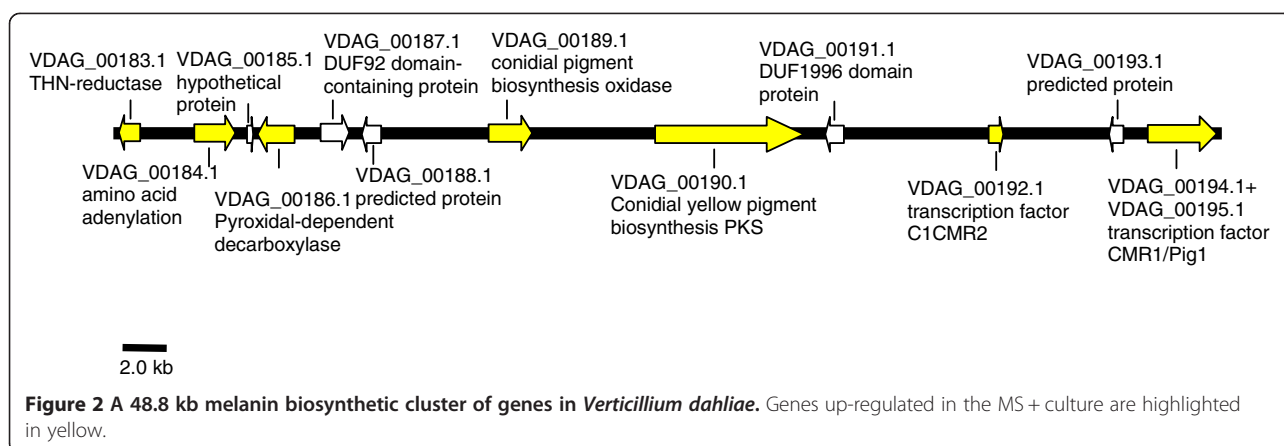 VDAG_00183.1
THN-reductase
VDAG_00184.1
amino acid
adenylation
VDAG_00185.1
hypothetical
protein
VDAG_00186.1
Pyroxidal-dependent
decarboxylase
VDAG_00187.1
DUF92 domain-
containing protein
VDAG_00188.1
predicted protein
VDAG_00189.1
conidial pigment
biosynthesis oxidase
VDAG_00190.1
Conidial yellow pigment
biosynthesis PKS
VDAG_00191.1
DUF1996 domain
protein
VDAG_00192.1
transcription factor
C1CMR2
VDAG_00193.1
predicted protein
VDAG_00194.1+
VDAG_00195.1
transcription factor
CMR1/Pig1
2.0 kb
Figure 2 A 48.8 kb melanin biosynthetic cluster of genes in Verticillium dahliae. Genes up-regulated in the MS + culture are highlighted
in yellow.